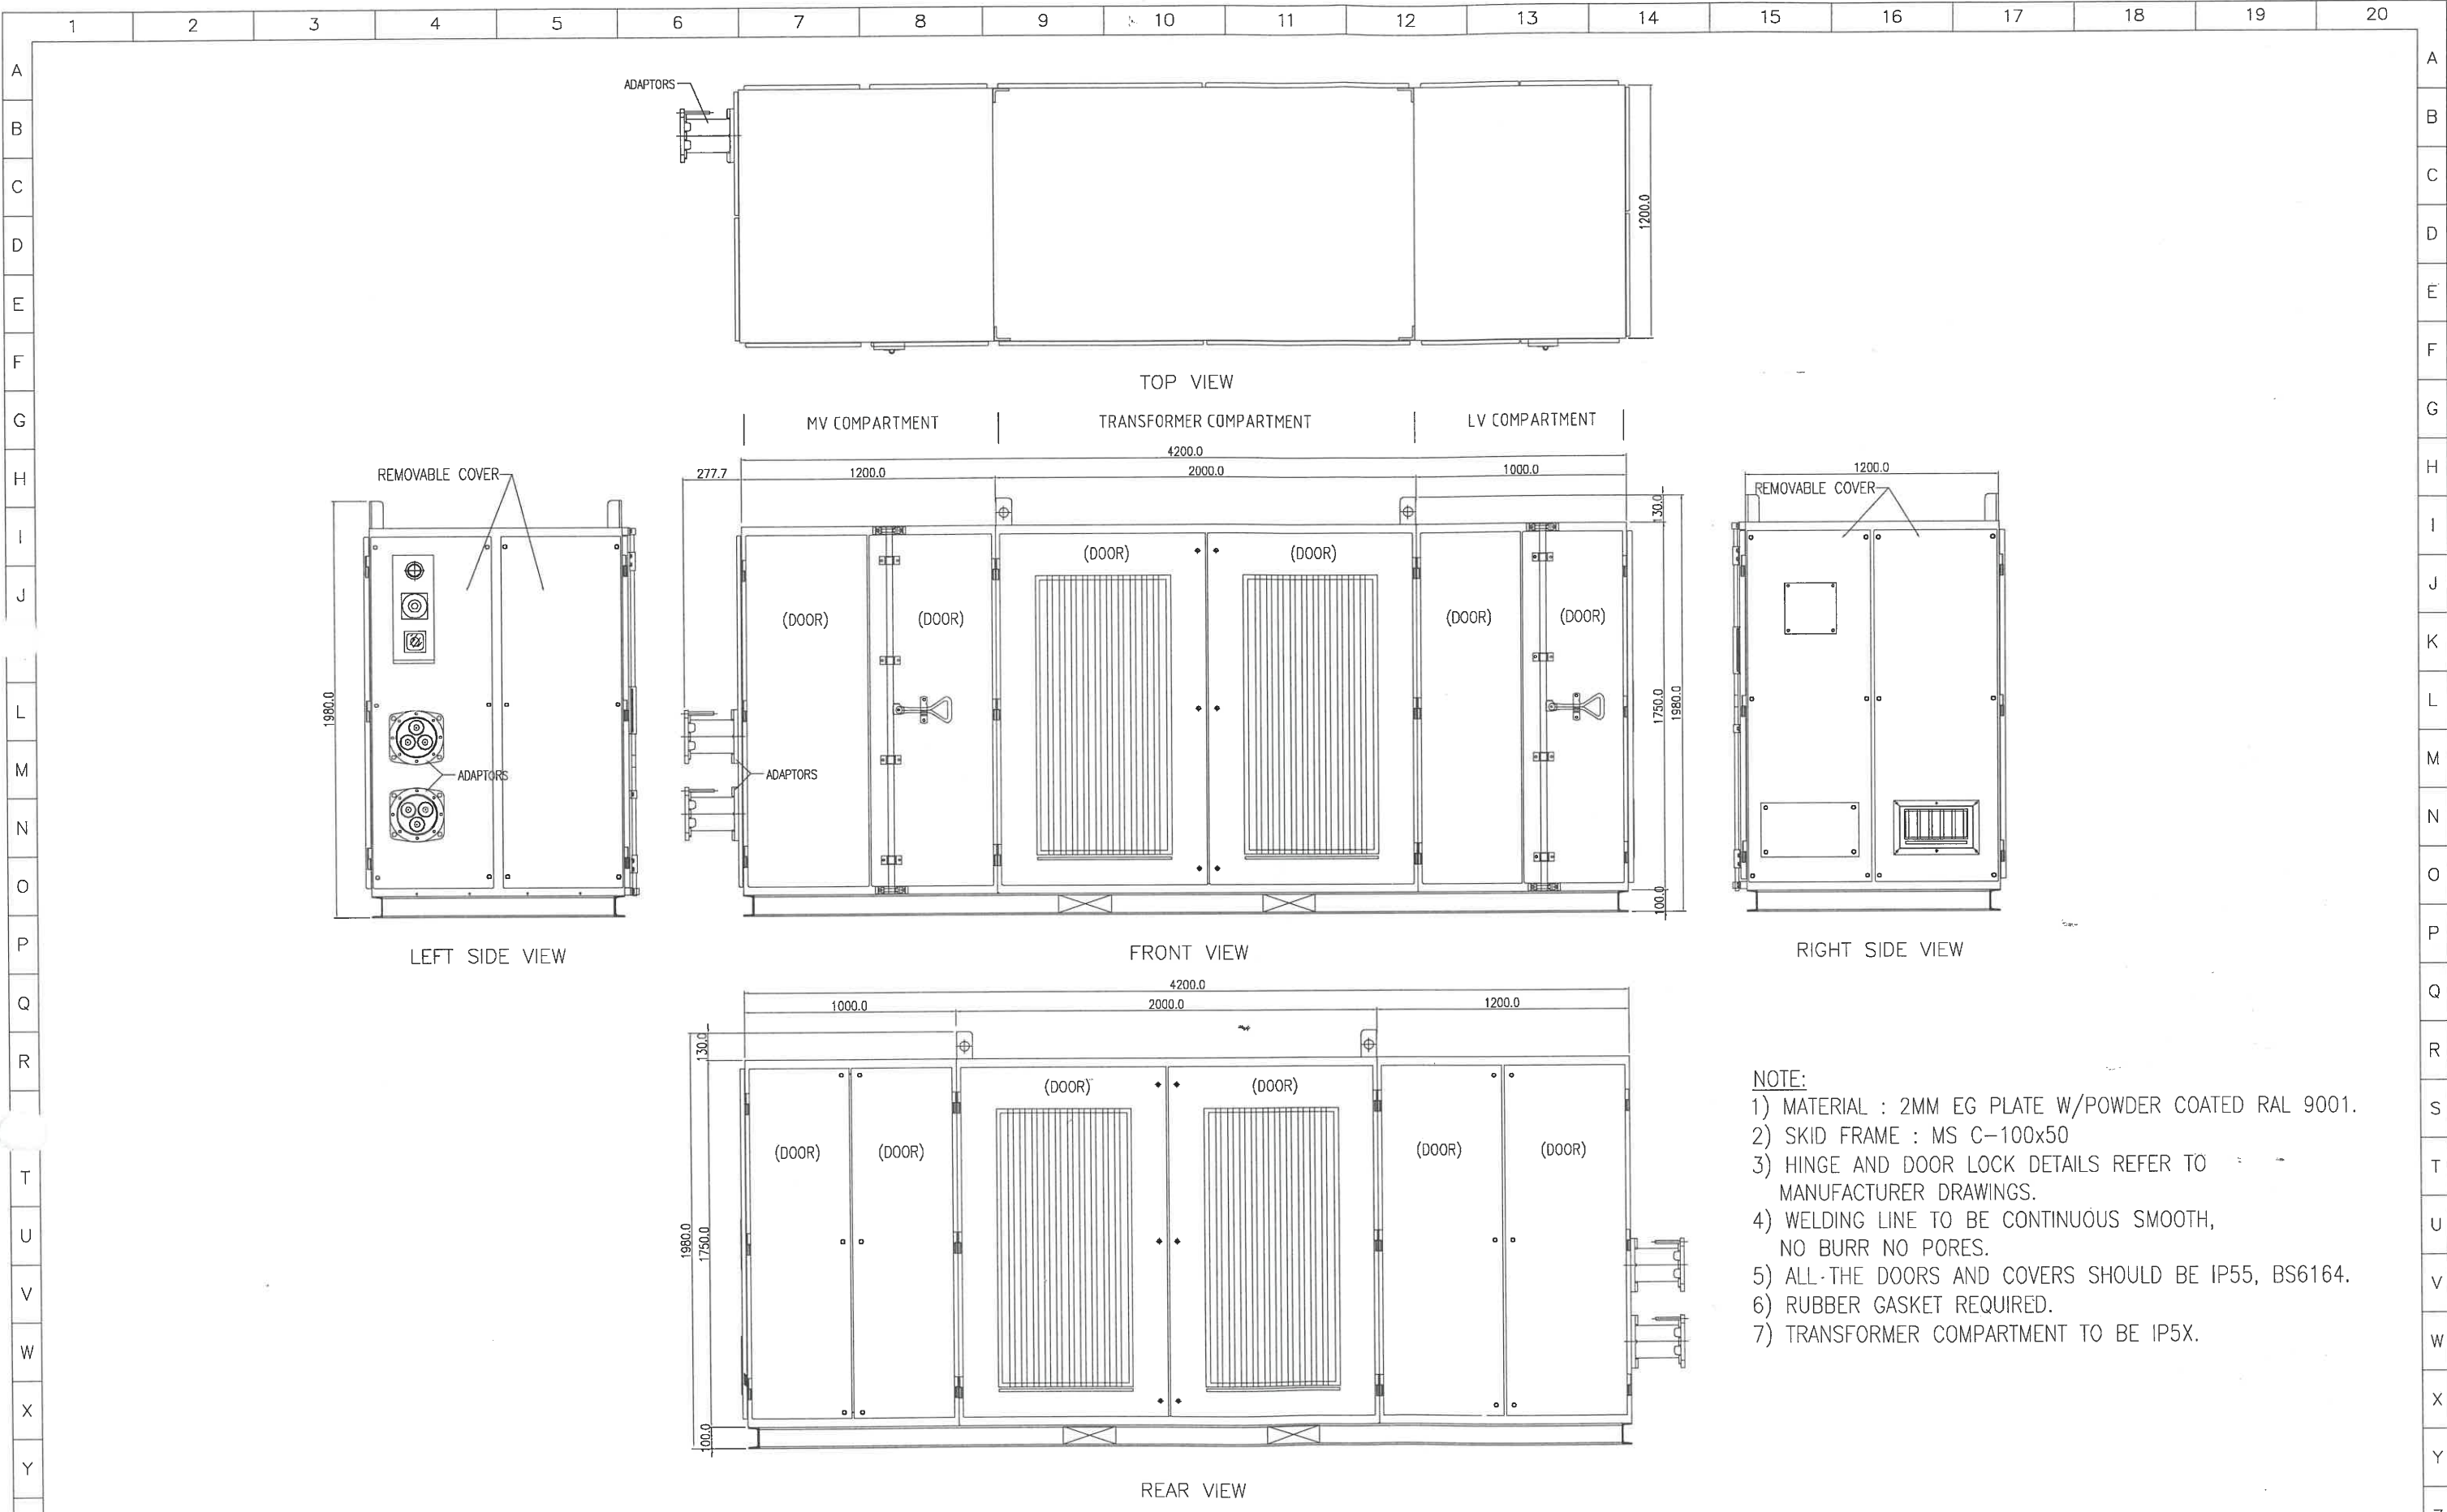 1 2 3 4 5 6 7 8 9 10 11 12 13 14 15 16 17 18 19 20
A A
B B
C C
D D
E E
F F
G G
H H
I I
J J
K
L L
M M
N N
O O
P P
Q Q
R R
S
T T
U U
V V
W W
X X
Y Y
ADAPTORS
1200.0
TOP VIEW
MV COMPARTMENT TRANSFORMER COMPARTMENT LV COMPARTMENT
REMOVABLE COVER
1980.0
ADAPTORS
LEFT SIDE VIEW
4200.0
277.7 1200.0 2000.0 1000.0
130.0
(DOOR) (DOOR)
(DOOR) (DOOR) (DOOR) (DOOR)
1750.0 1980.0
ADAPTORS
100.0
FRONT VIEW
1200.0
REMOVABLE COVER
RIGHT SIDE VIEW
4200.0
1000.0 2000.0 1200.0
130.0
(DOOR) (DOOR)
(DOOR) (DOOR) (DOOR) (DOOR)
1980.0 1750.0
100.0
REAR VIEW
NOTE:
1) MATERIAL : 2MM EG PLATE W/POWDER COATED RAL 9001.
2) SKID FRAME : MS C-100x50
3) HINGE AND DOOR LOCK DETAILS REFER TO
MANUFACTURER DRAWINGS.
4) WELDING LINE TO BE CONTINUOUS SMOOTH,
NO BURR NO PORES.
5) ALL THE DOORS AND COVERS SHOULD BE IP55, BS6164.
6) RUBBER GASKET REQUIRED.
7) TRANSFORMER COMPARTMENT TO BE IP5X.